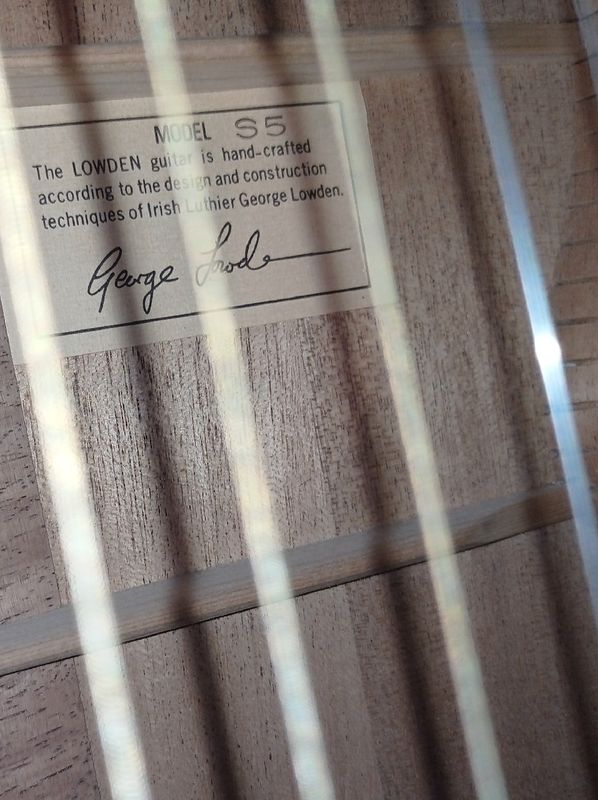 MODEL S5
The LOWDEN guitar is hand-crafted
according to the design and construction
techniques of Irish Luthier George Lowden.
George Lowde